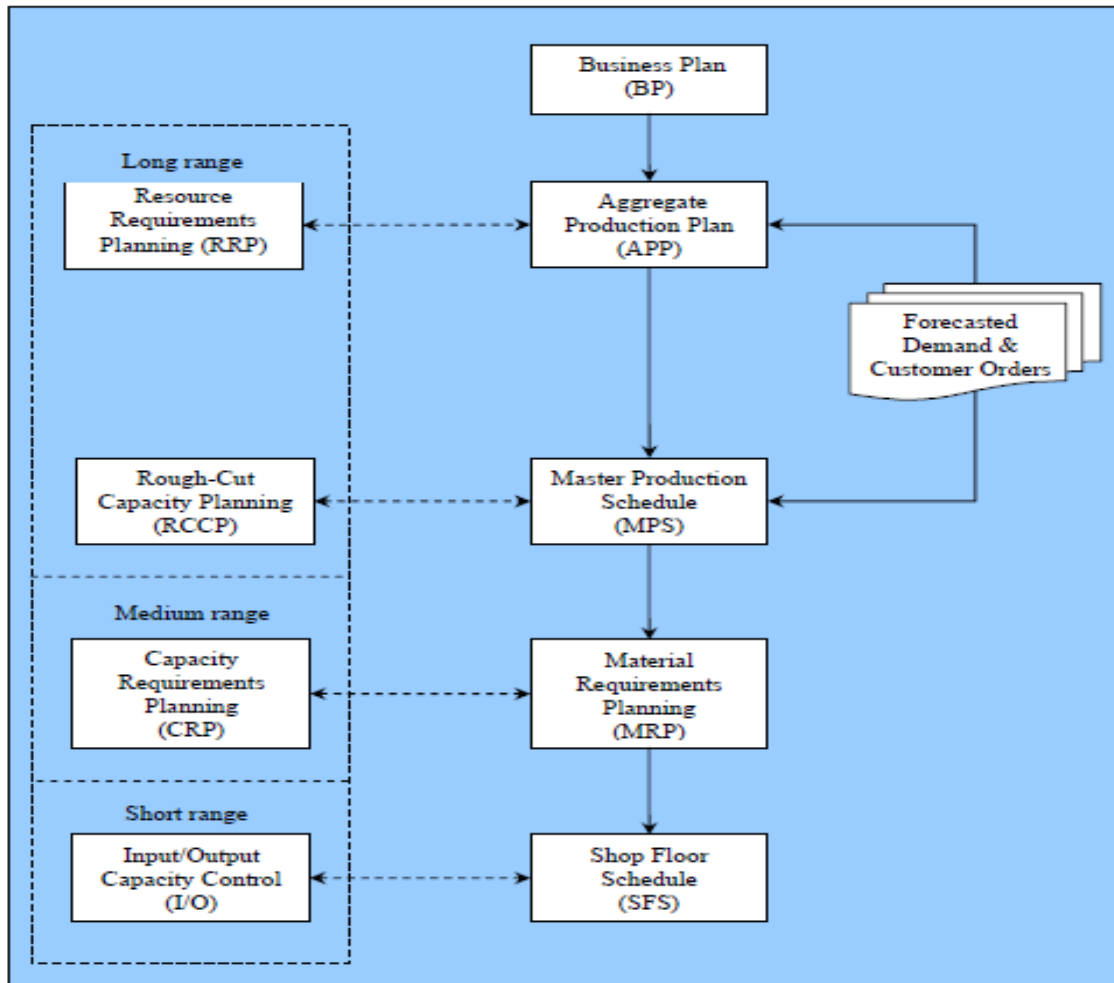 Business Plan
(BP)
Long range
Resource
Requirements
Planning (RRP)
Aggregate
Production Plan
(APP)
Forecasted
Demand &
Customer Orders
Rough-Cut
Capacity Planning
(RCCP)
Master Production
Schedule
(MPS)
Medium range
Capacity
Requirements
Planning
(CRP)
Material
Requirements
Planning
(MRP)
Short range
Input/Output
Capacity Control
(I/O)
Shop Floor
Schedule
(SFS)